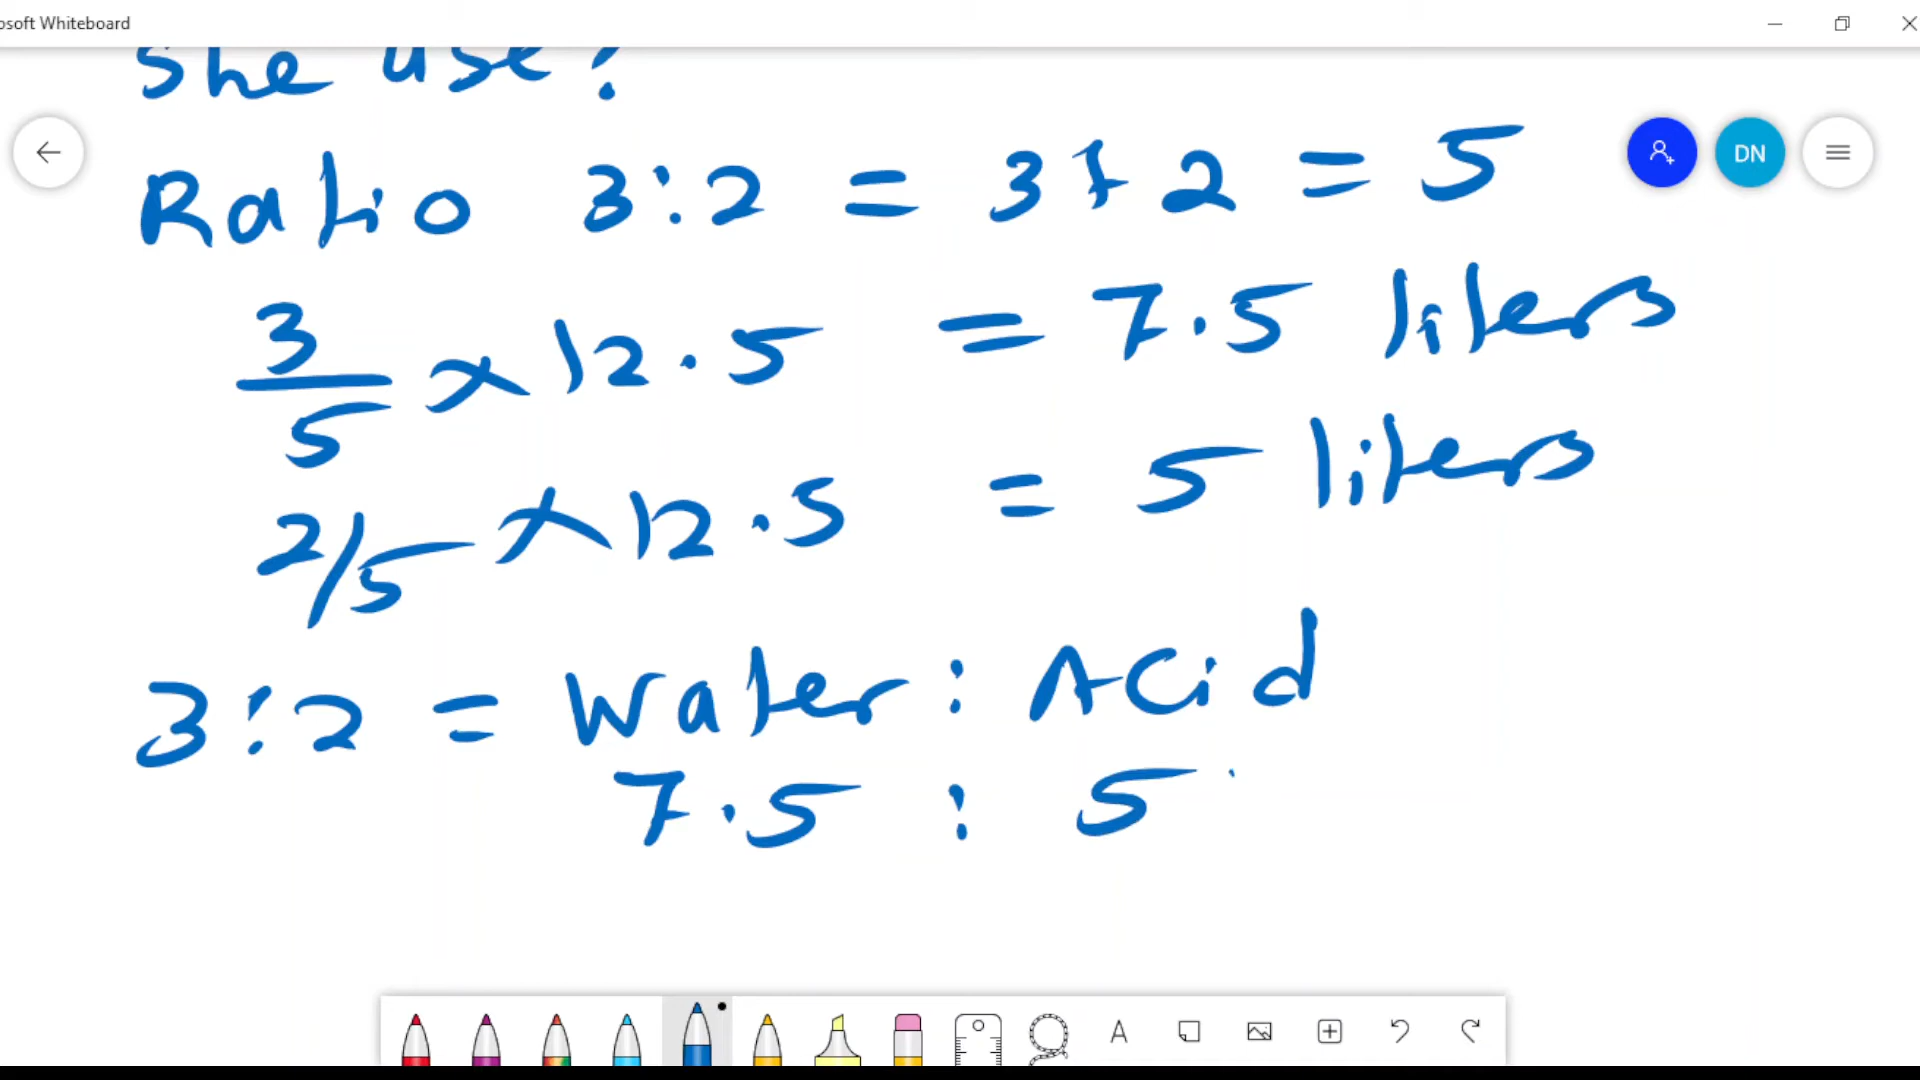 osoft Whiteboard
she use?
DN
Ratio 3:2 = 3+2 = 5
3/5 × 12.5 = 7.5 liters
2/5 × 12.5 = 5 liters
3:2 = Water : Acid
7.5 : 5
A